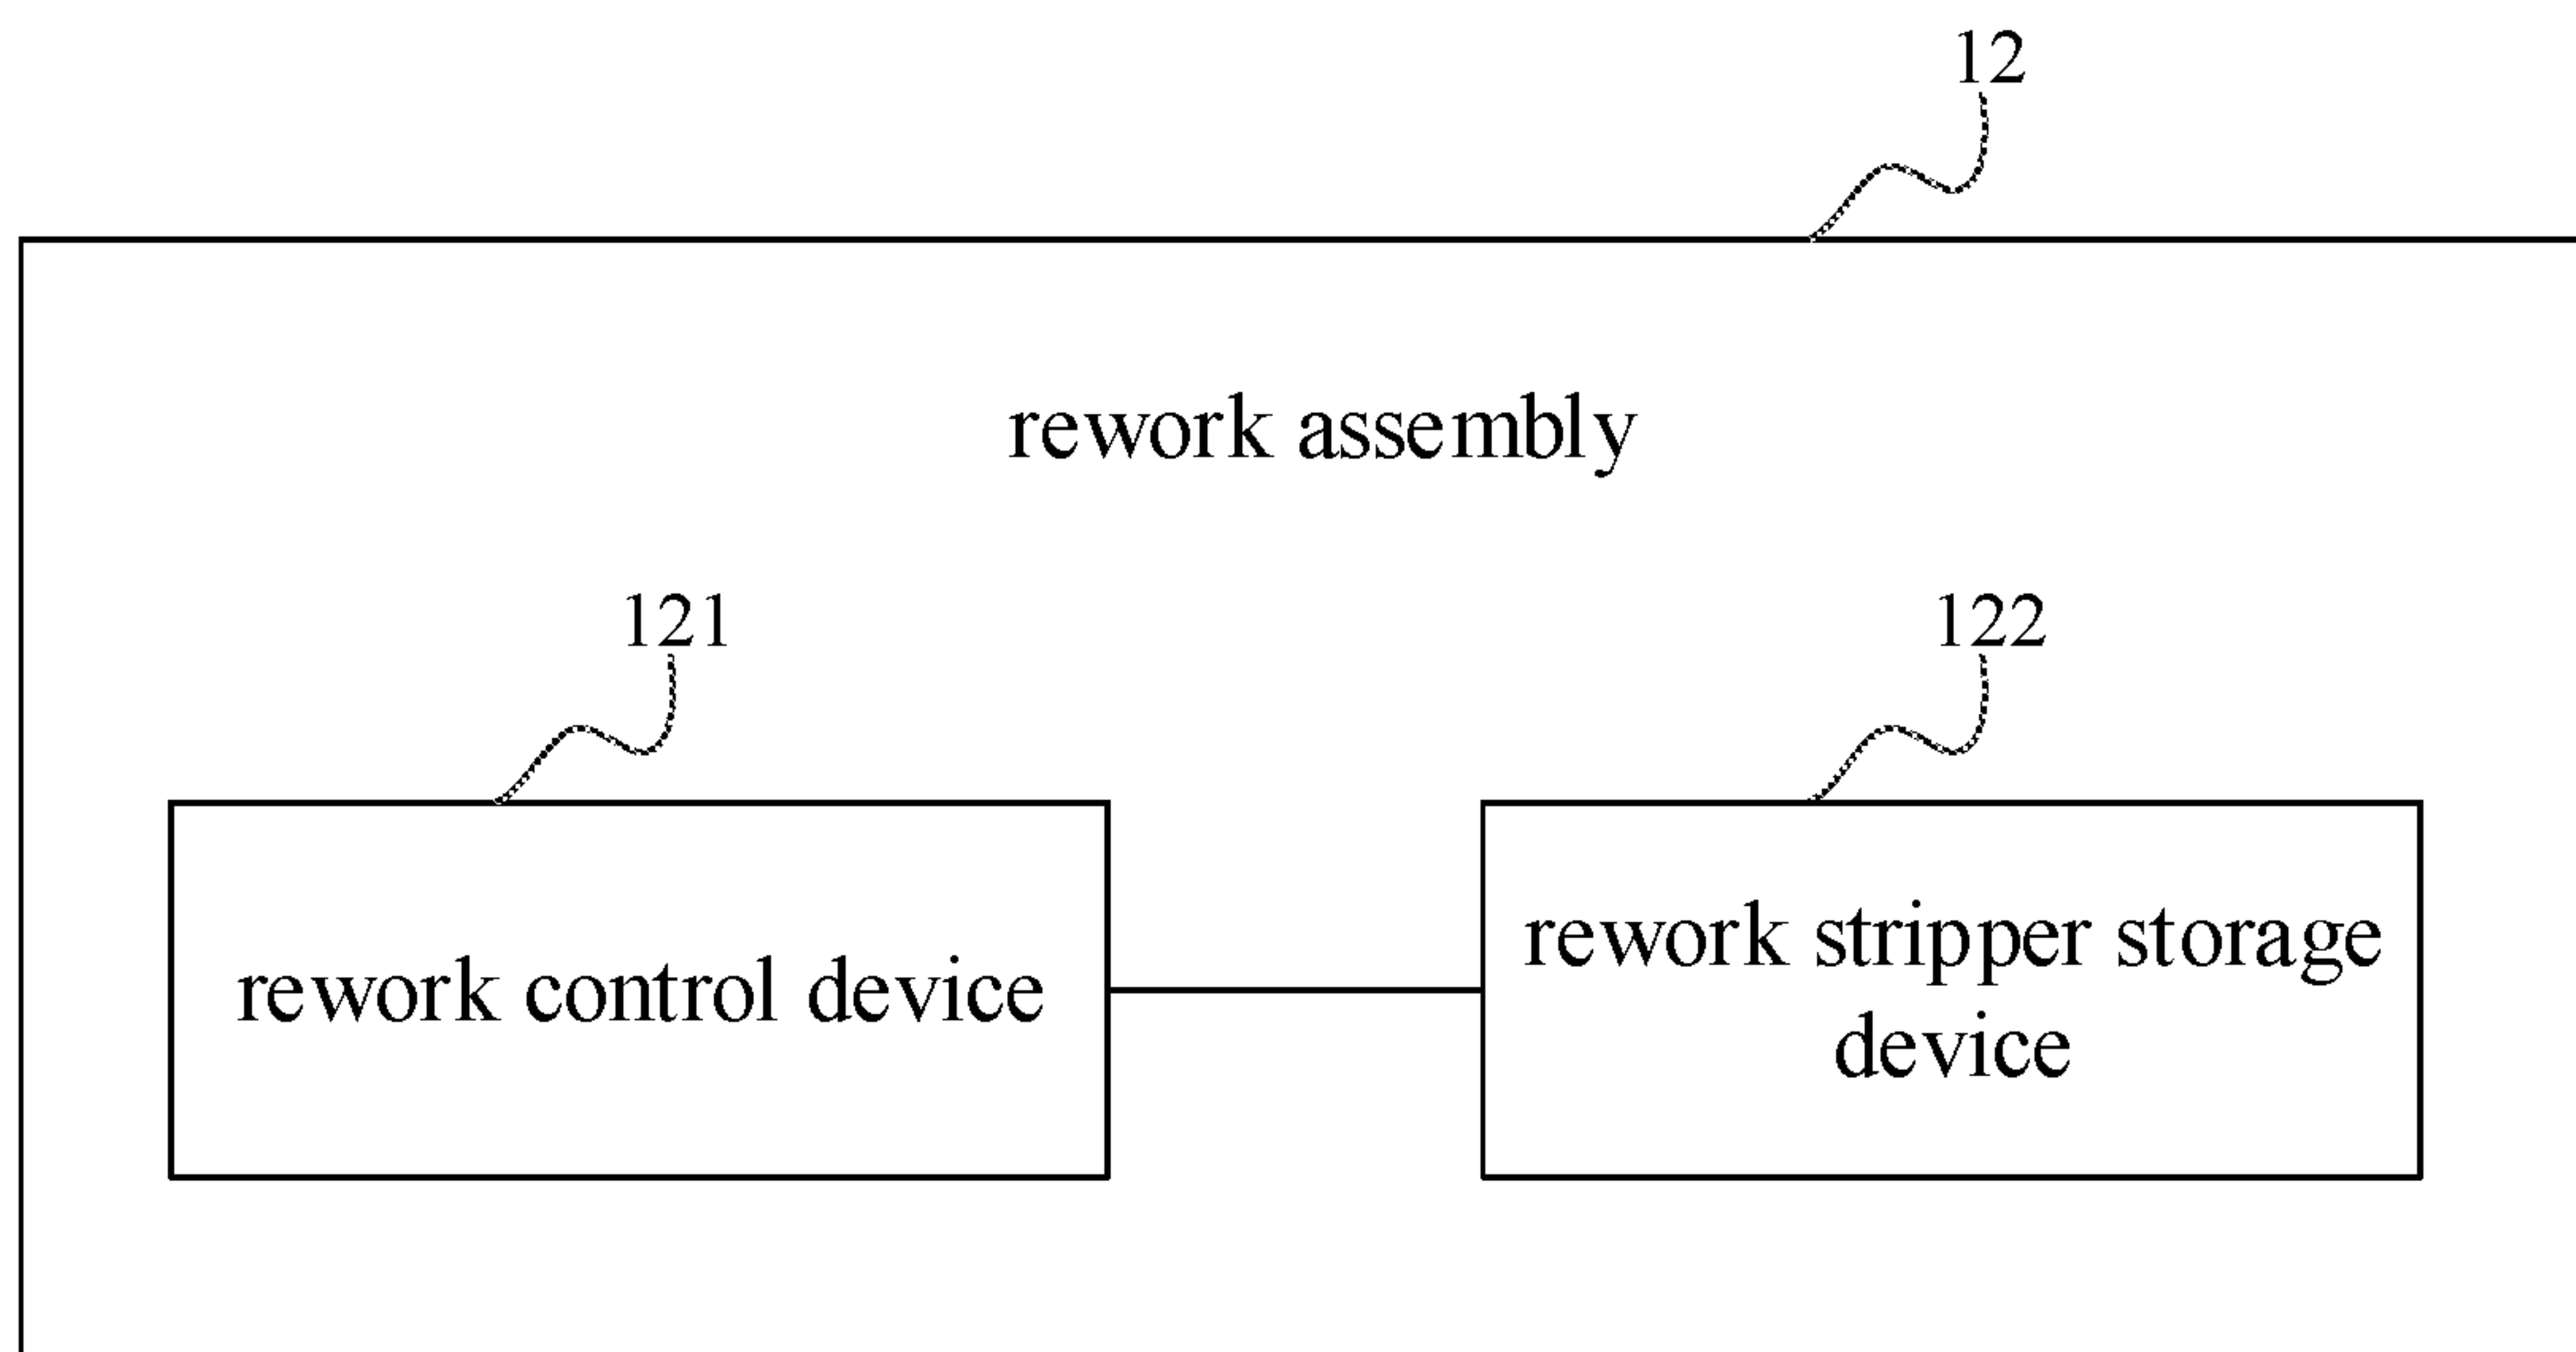 12
rework assembly
121
122
rework control device
rework stripper storage
device